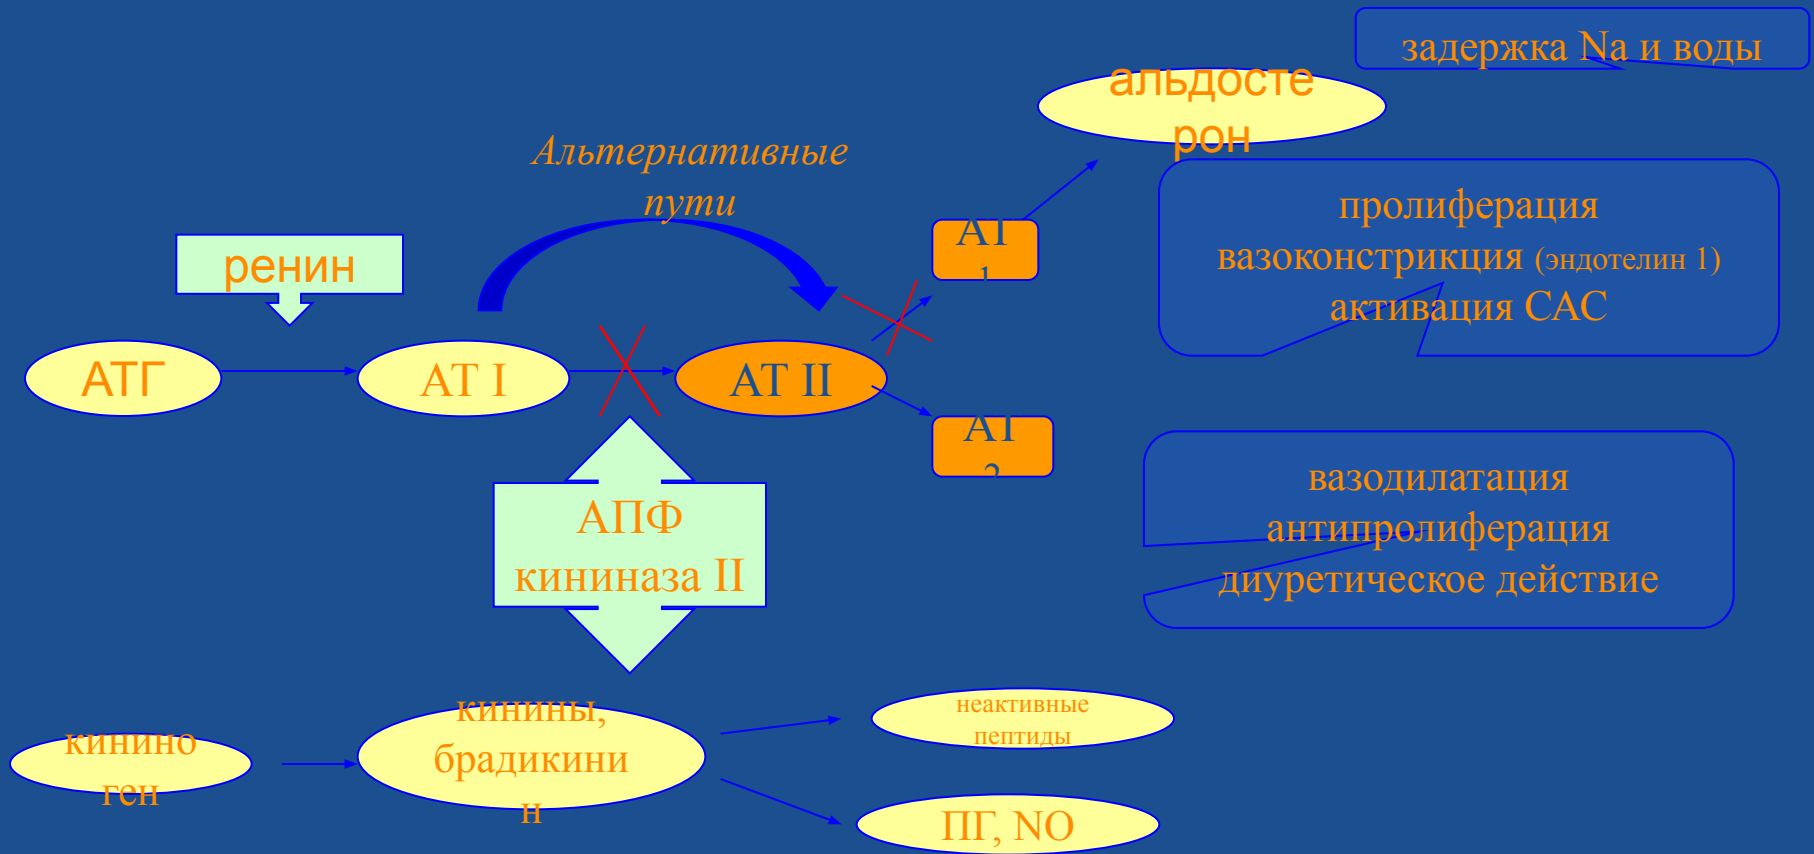 задержка Na и воды
альдосте
рон
Альтернативные
пути
пролиферация
вазоконстрикция (эндотелин 1)
активация САС
АТ
1
ренин
АТГ
АТ I
АТ II
АТ
2
вазодилатация
антипролиферация
диуретическое действие
АПФ
кининаза II
кинино
ген
кинины,
брадикини
н
неактивные
пептиды
ПГ, NO